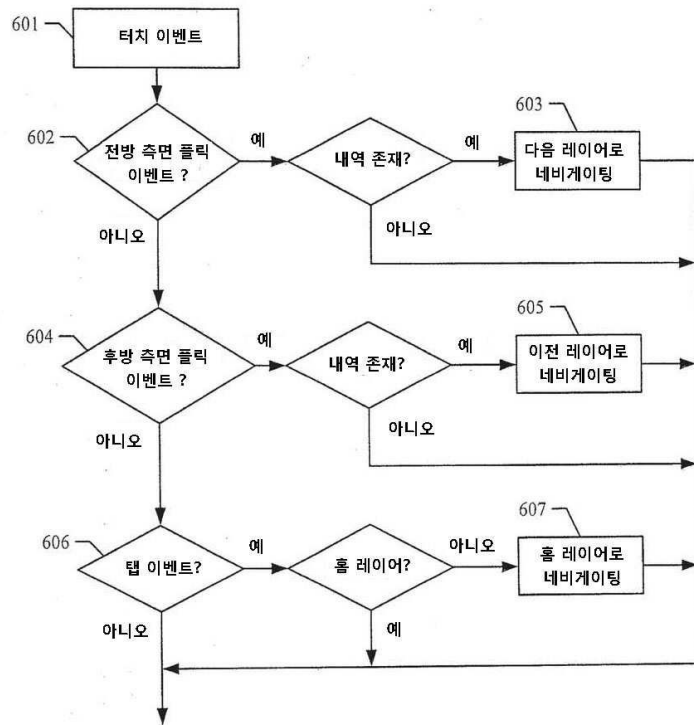 601
터치 이벤트
602
전방 측면 플릭
이벤트 ?
예
내역 존재?
예
603
다음 레이어로
네비게이팅
아니오
아니오
604
후방 측면 플릭
이벤트 ?
예
내역 존재?
예
605
이전 레이어로
네비게이팅
아니오
아니오
606
탭 이벤트?
예
홈 레이어?
아니오
607
홈 레이어로
네비게이팅
아니오
예